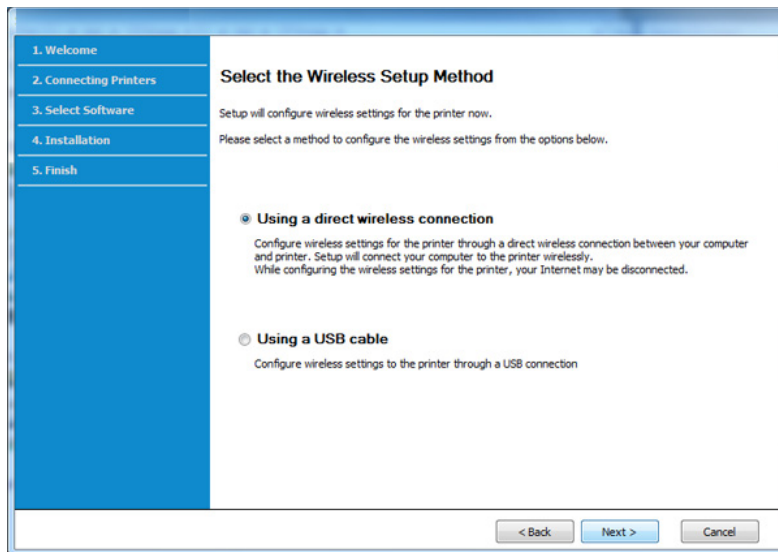 1. Welcome
2. Connecting Printers
3. Select Software
4. Installation
5. Finish
Select the Wireless Setup Method
Setup will configure wireless settings for the printer now.
Please select a method to configure the wireless settings from the options below.
Using a direct wireless connection
Configure wireless settings for the printer through a direct wireless connection between your computer
and printer. Setup will connect your computer to the printer wirelessly.
While configuring the wireless settings for the printer, your Internet may be disconnected.
Using a USB cable
Configure wireless settings to the printer through a USB connection
< Back
Next >
Cancel